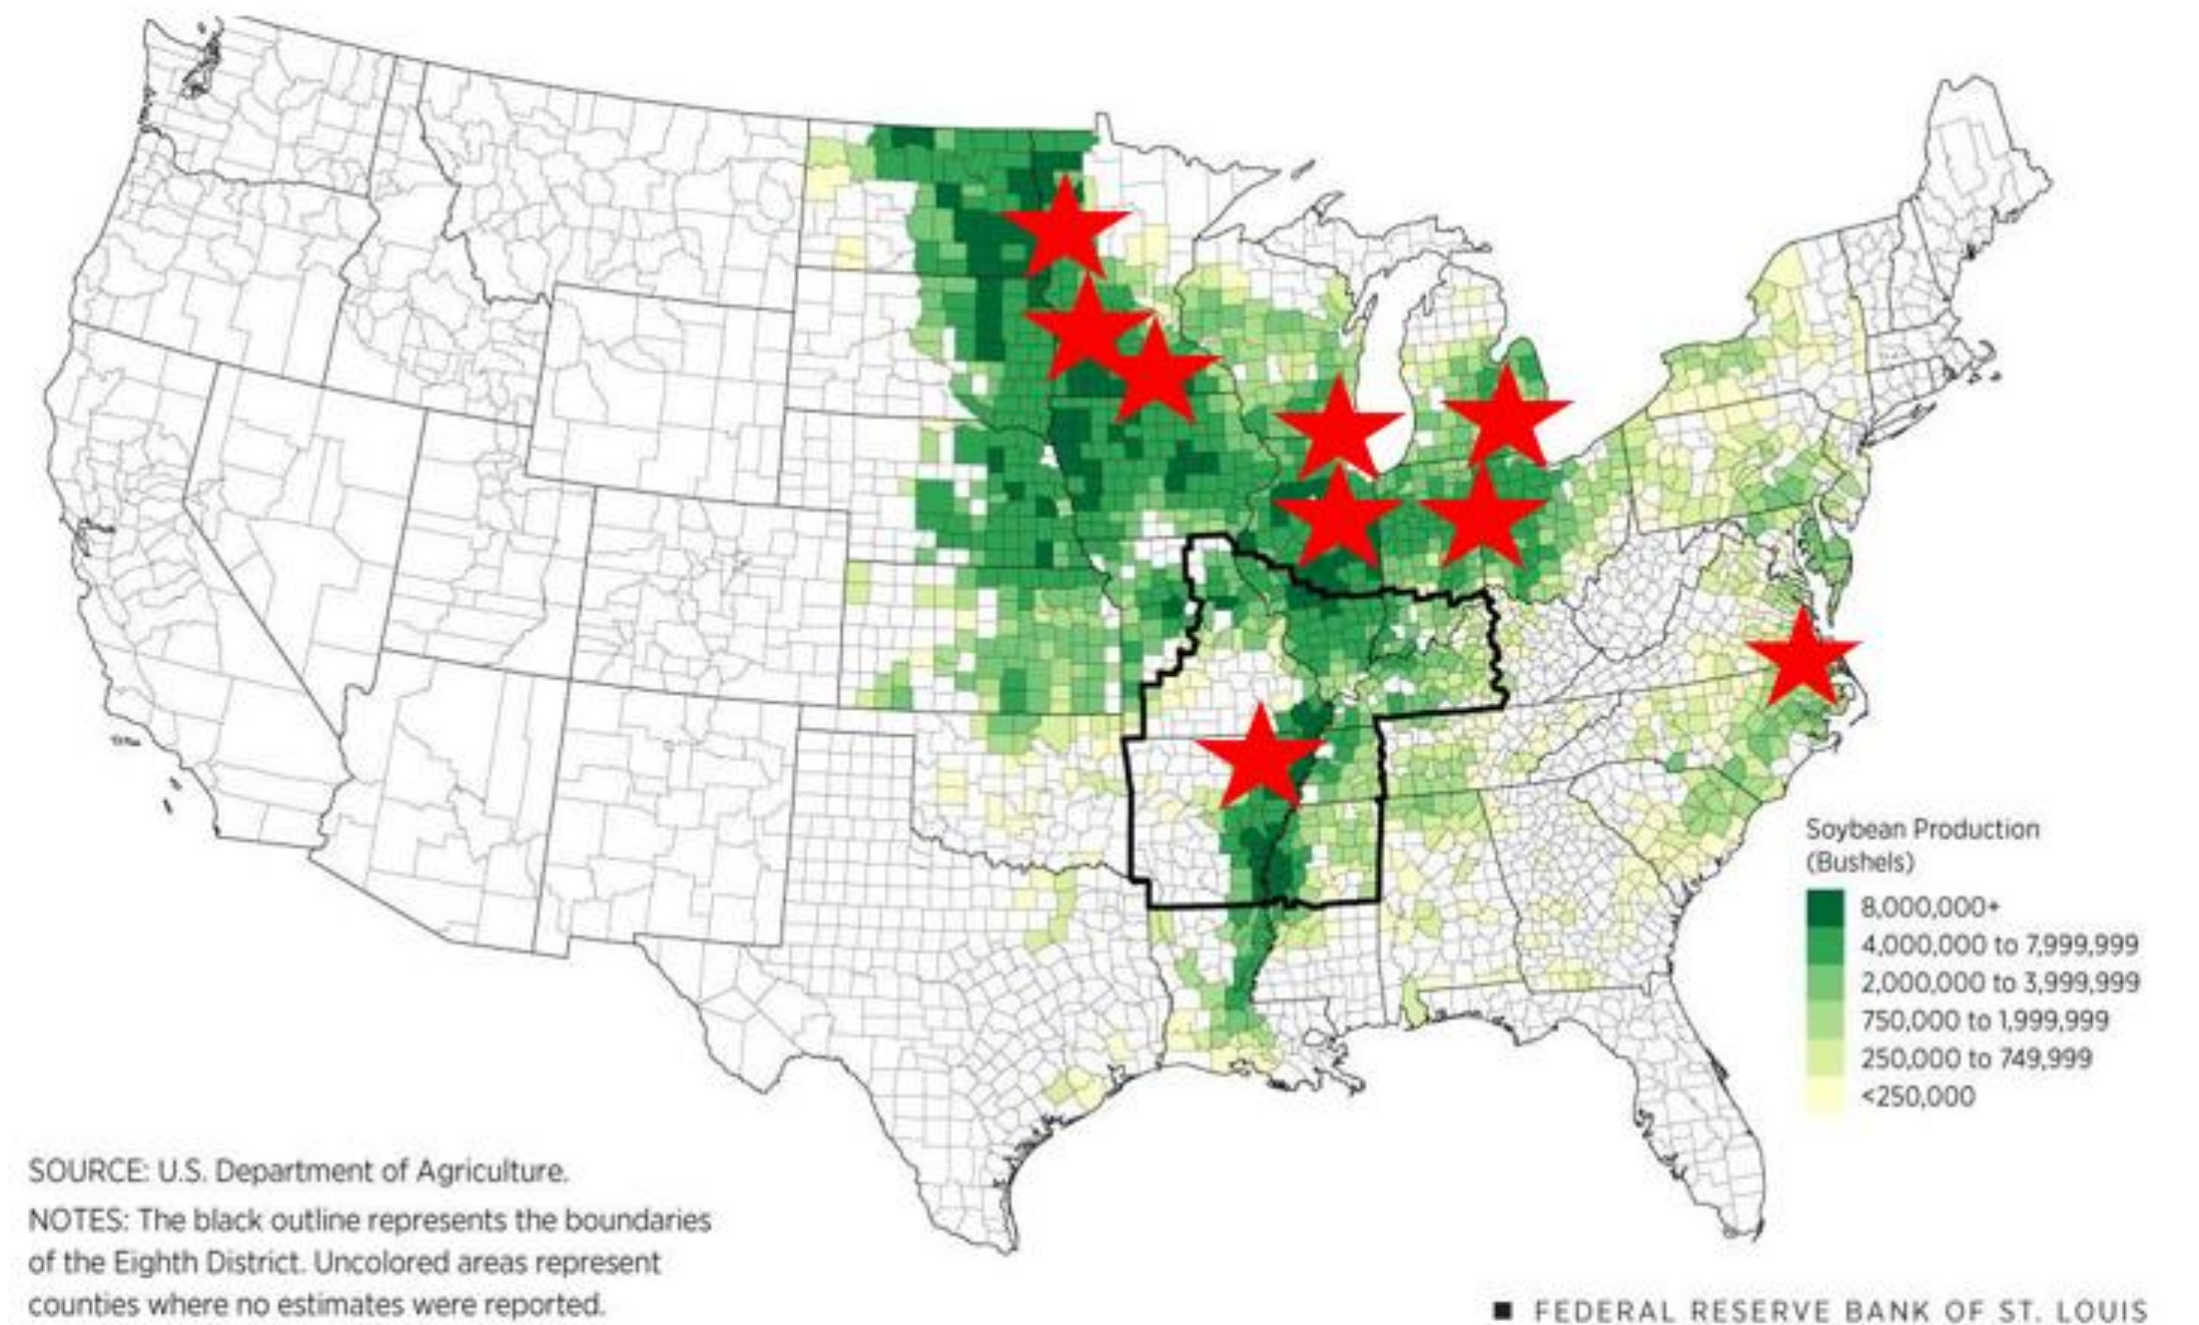 Soybean Production
(Bushels)
8,000,000+
4,000,000 to 7,999,999
2,000,000 to 3,999,999
750,000 to 1,999,999
250,000 to 749,999
<250,000
SOURCE: U.S. Department of Agriculture.
NOTES: The black outline represents the boundaries
of the Eighth District. Uncolored areas represent
counties where no estimates were reported.
FEDERAL RESERVE BANK OF ST. LOUIS